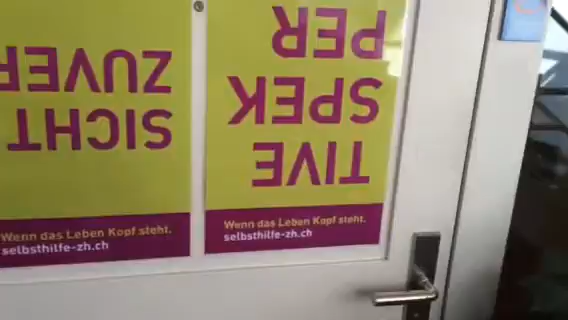 ZUVER
SICHT
Wenn das Leben Kopf steht.
selbsthilfe-zh.ch
PER
SPEK
TIVE
Wenn das Leben Kopf steht.
selbsthilfe-zh.ch